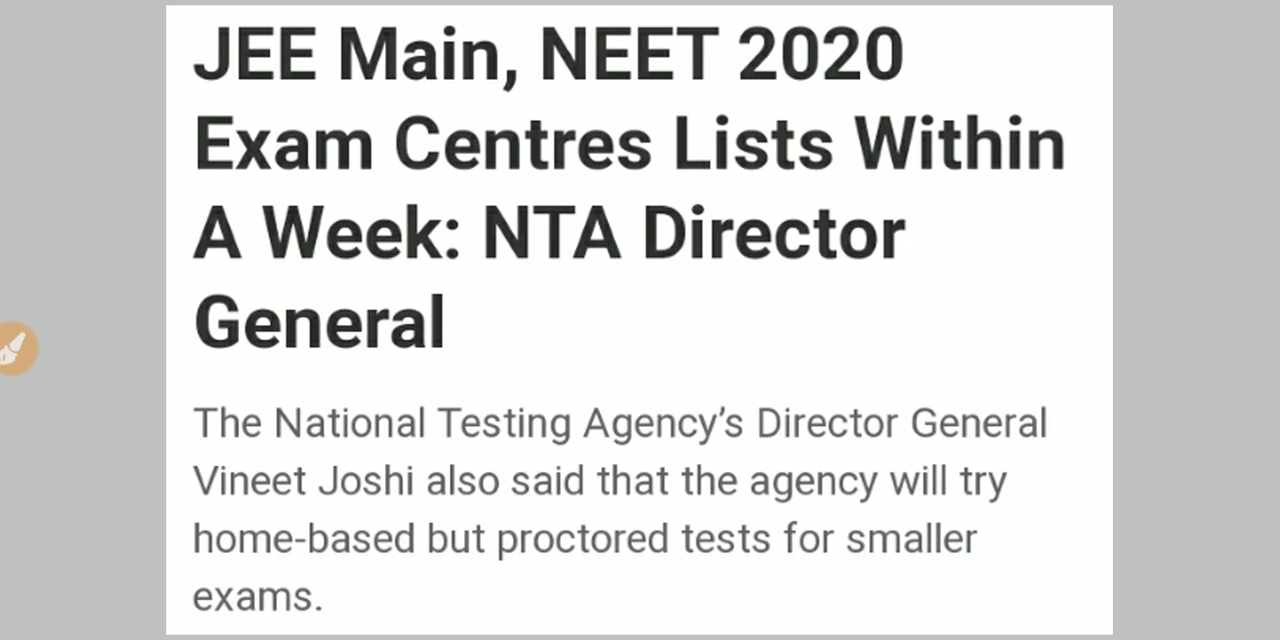 JEE Main, NEET 2020
Exam Centres Lists Within
A Week: NTA Director
General
The National Testing Agency’s Director General
Vineet Joshi also said that the agency will try
home-based but proctored tests for smaller
exams.